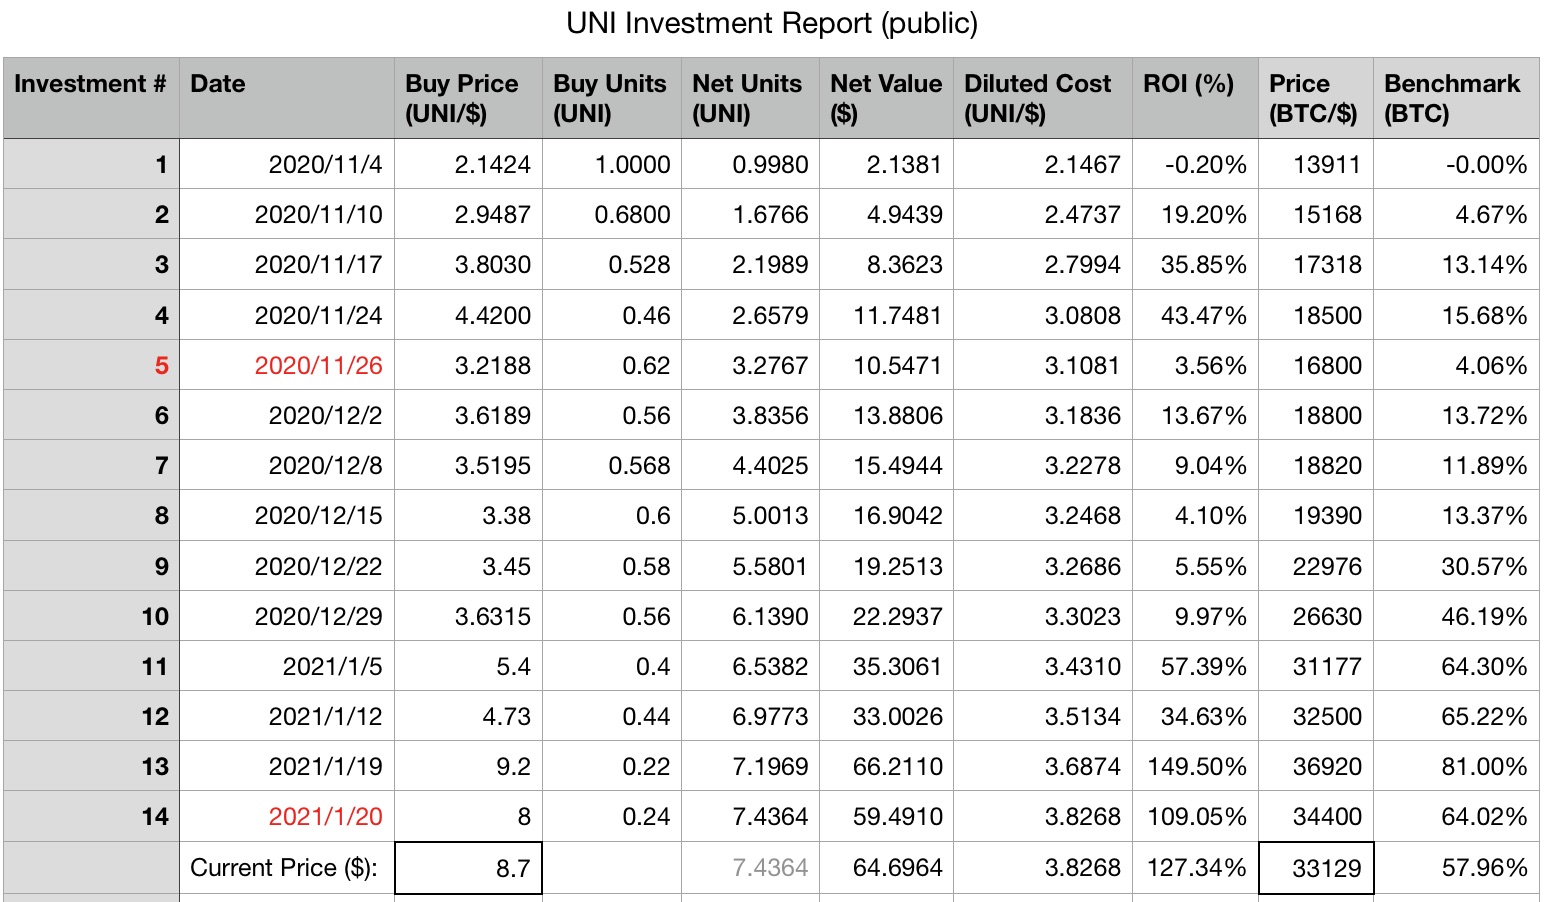 UNI Investment Report (public)
Investment # Date Buy Price (UNI/$) Buy Units (UNI) Net Units (UNI) Net Value ($) Diluted Cost (UNI/$) ROI (%) Price (BTC/$) Benchmark (BTC)
1 2020/11/4 2.1424 1.0000 0.9980 2.1381 2.1467 -0.20% 13911 -0.00%
2 2020/11/10 2.9487 0.6800 1.6766 4.9439 2.4737 19.20% 15168 4.67%
3 2020/11/17 3.8030 0.528 2.1989 8.3623 2.7994 35.85% 17318 13.14%
4 2020/11/24 4.4200 0.46 2.6579 11.7481 3.0808 43.47% 18500 15.68%
5 2020/11/26 3.2188 0.62 3.2767 10.5471 3.1081 3.56% 16800 4.06%
6 2020/12/2 3.6189 0.56 3.8356 13.8806 3.1836 13.67% 18800 13.72%
7 2020/12/8 3.5195 0.568 4.4025 15.4944 3.2278 9.04% 18820 11.89%
8 2020/12/15 3.38 0.6 5.0013 16.9042 3.2468 4.10% 19390 13.37%
9 2020/12/22 3.45 0.58 5.5801 19.2513 3.2686 5.55% 22976 30.57%
10 2020/12/29 3.6315 0.56 6.1390 22.2937 3.3023 9.97% 26630 46.19%
11 2021/1/5 5.4 0.4 6.5382 35.3061 3.4310 57.39% 31177 64.30%
12 2021/1/12 4.73 0.44 6.9773 33.0026 3.5134 34.63% 32500 65.22%
13 2021/1/19 9.2 0.22 7.1969 66.2110 3.6874 149.50% 36920 81.00%
14 2021/1/20 8 0.24 7.4364 59.4910 3.8268 109.05% 34400 64.02%
Current Price ($): 8.7 7.4364 64.6964 3.8268 127.34% 33129 57.96%